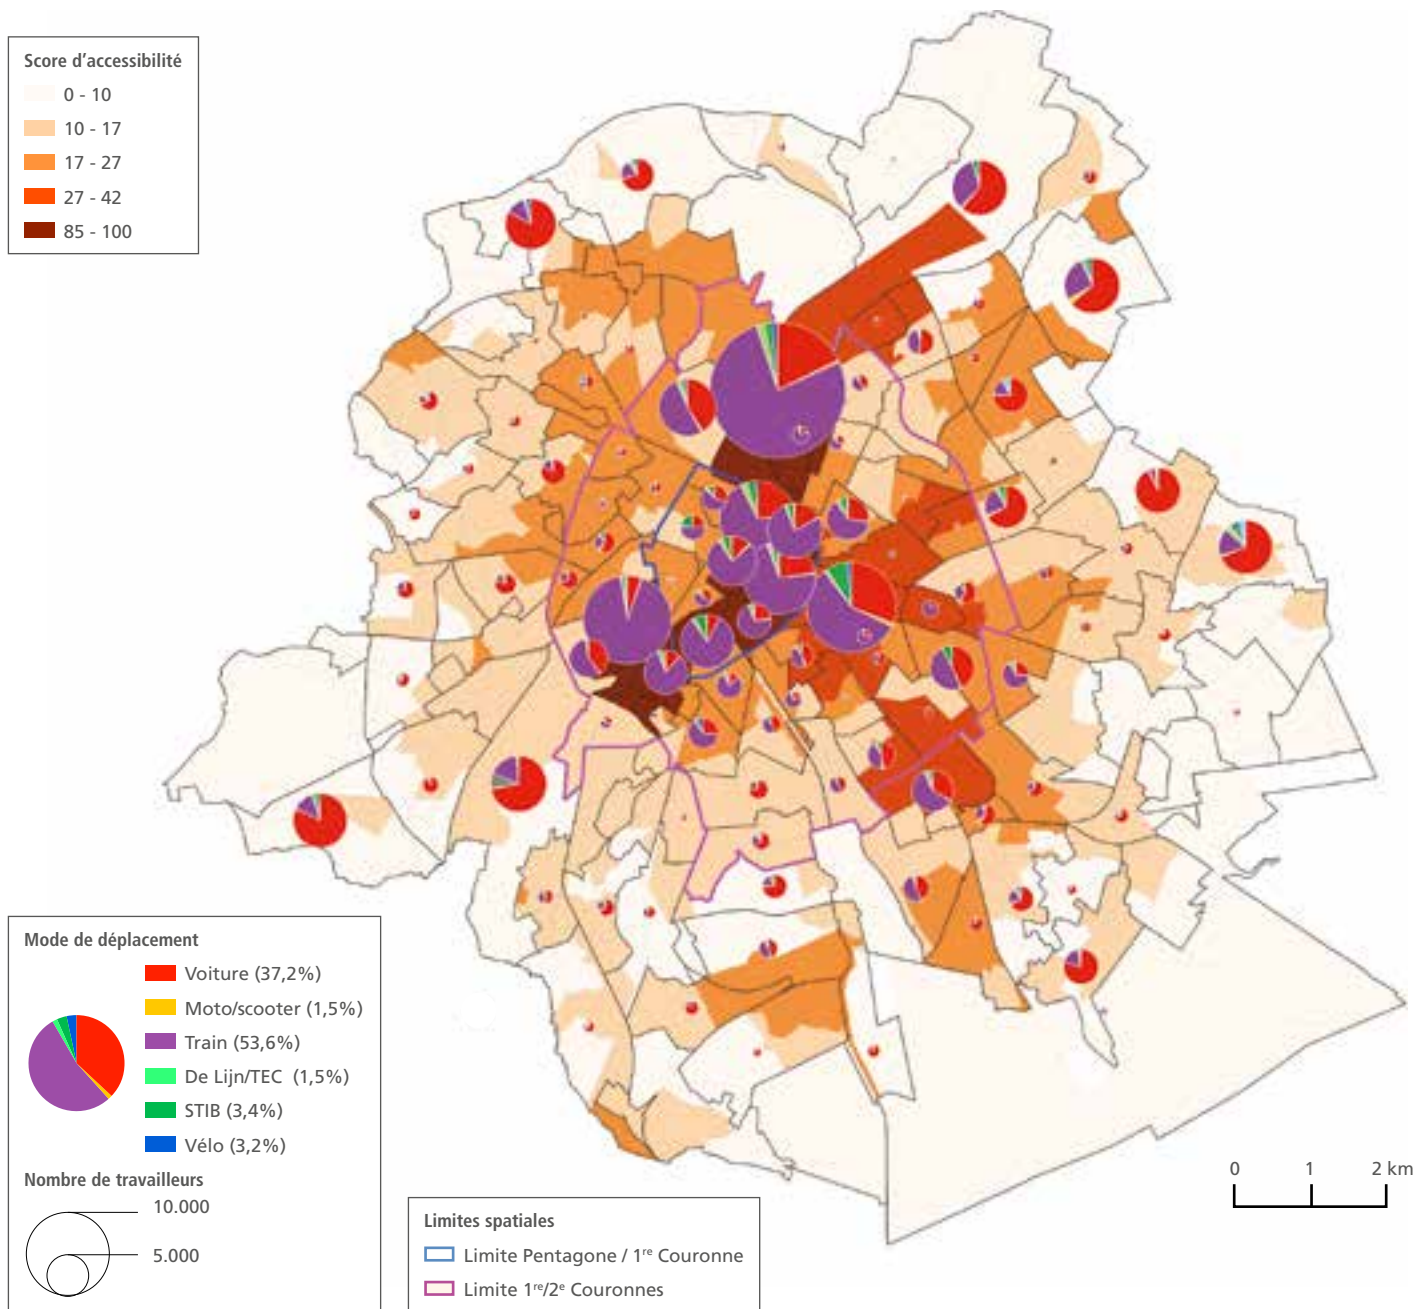 Score d’accessibilité
0 - 10
10 - 17
17 - 27
27 - 42
85 - 100
Mode de déplacement
Voiture (37,2%)
Moto/scooter (1,5%)
Train (53,6%)
De Lijn/TEC (1,5%)
STIB (3,4%)
Vélo (3,2%)
Nombre de travailleurs
10.000
5.000
Limites spatiales
Limite Pentagone / 1re Couronne
Limite 1re/2e Couronnes
0 1 2 km